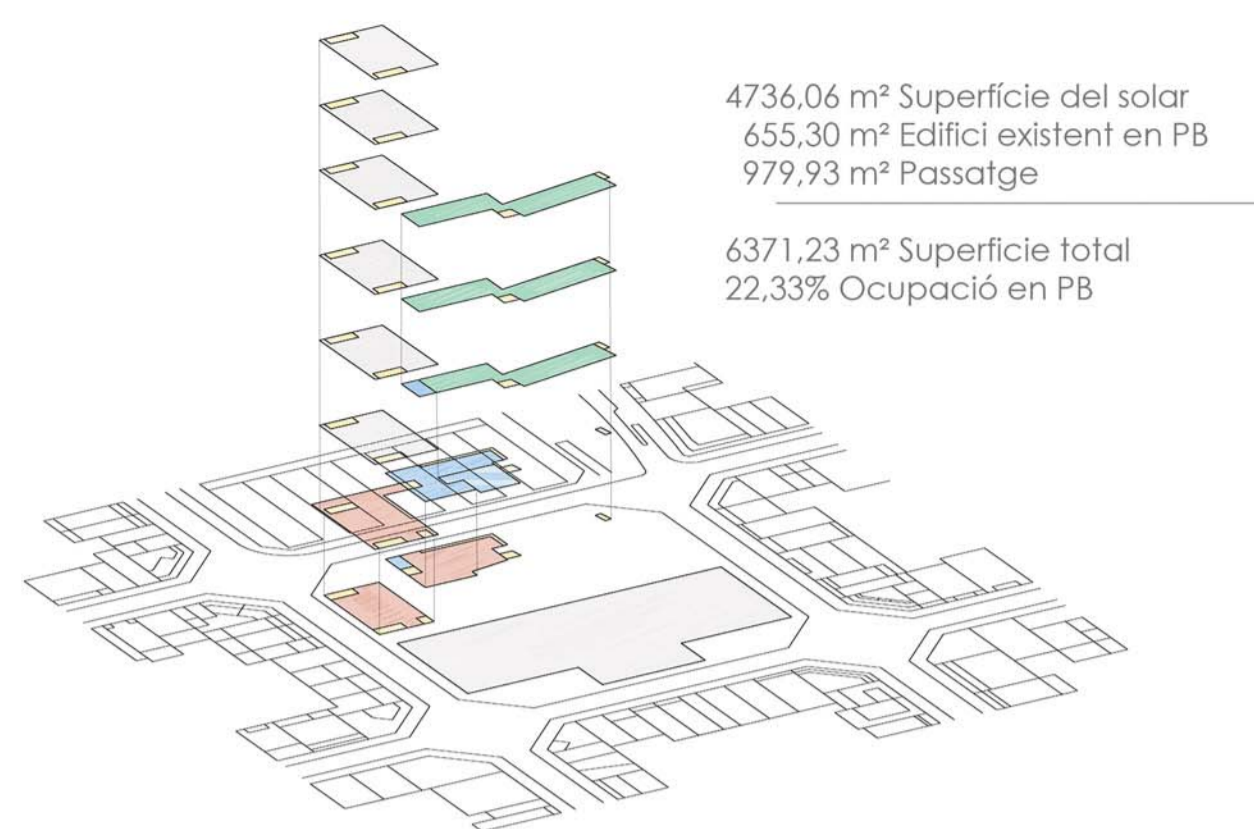 4736,06 m² Superfície del solar
655,30 m² Edifici existent en PB
979,93 m² Passatge
6371,23 m² Superficie total
22,33% Ocupació en PB